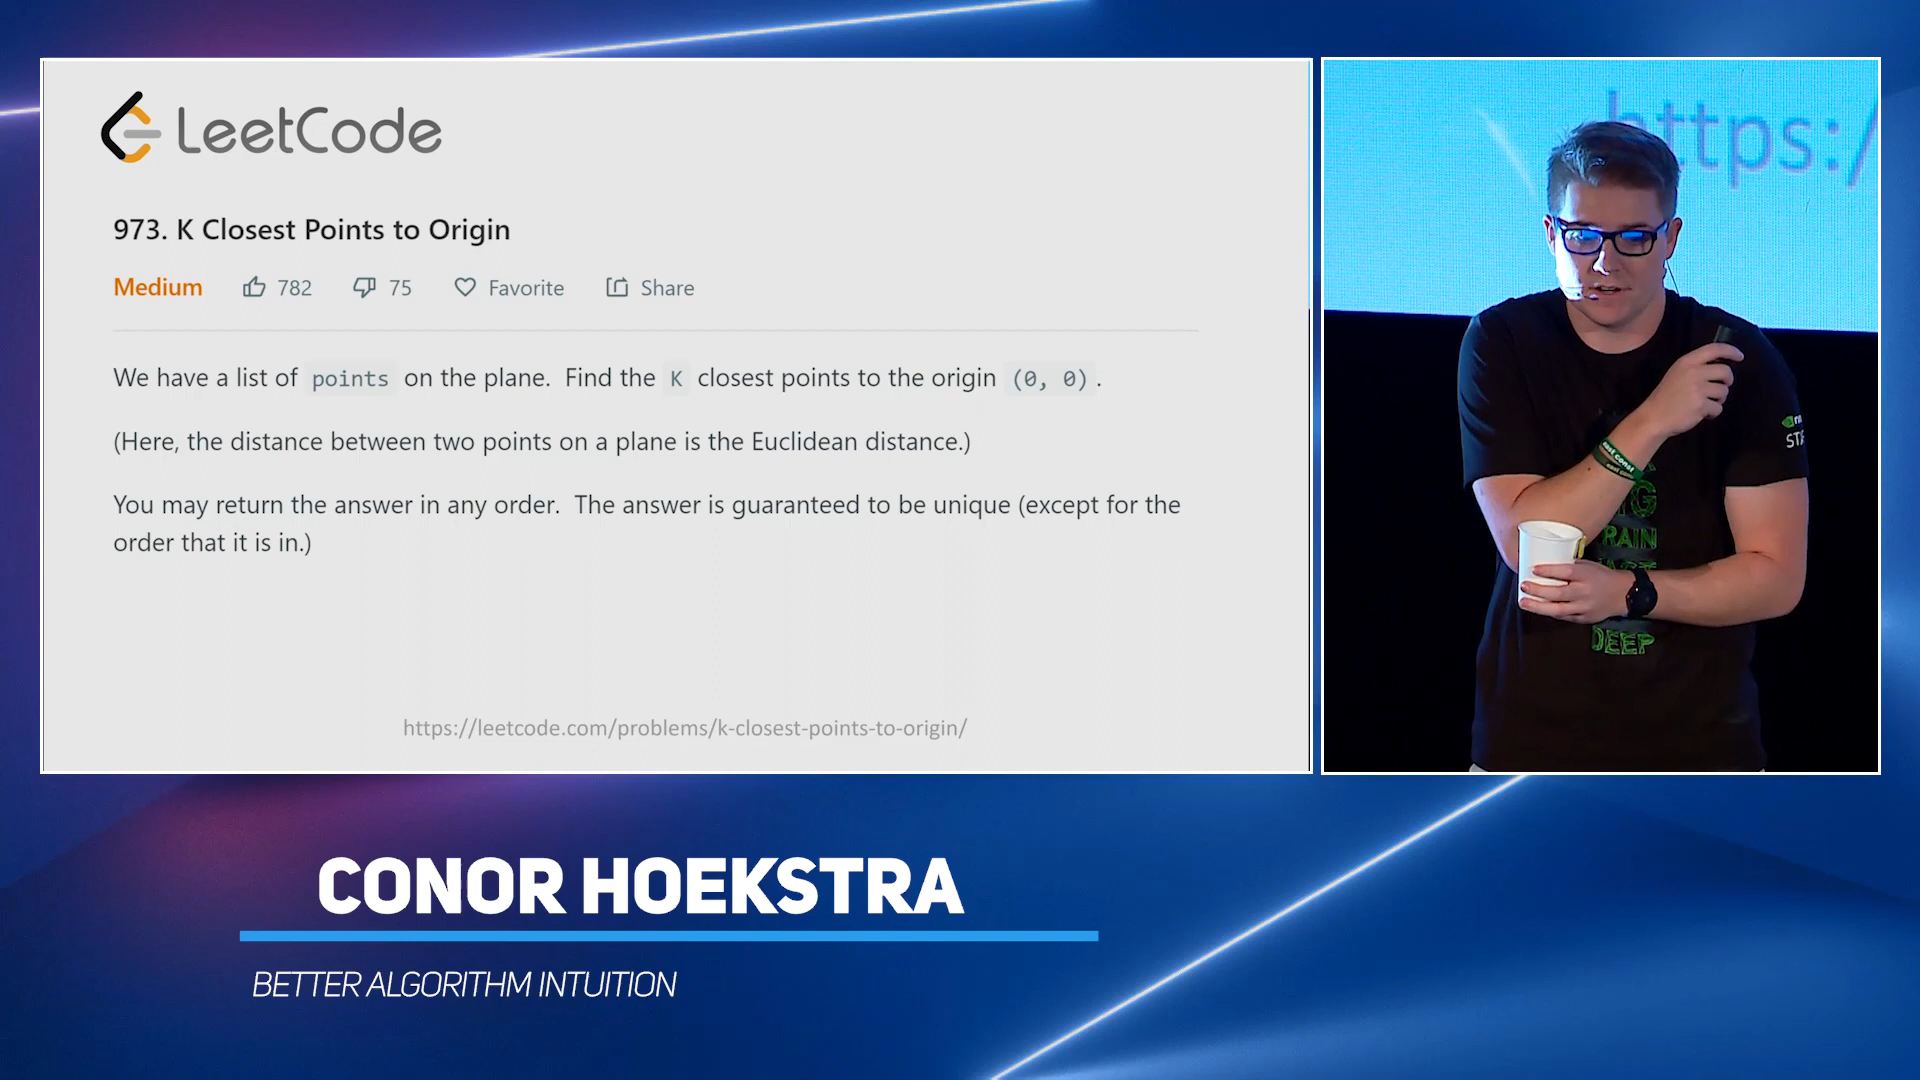 LeetCode
973. K Closest Points to Origin
Medium 782 75 Favorite Share
We have a list of points on the plane. Find the K closest points to the origin (0, 0).
(Here, the distance between two points on a plane is the Euclidean distance.)
You may return the answer in any order. The answer is guaranteed to be unique (except for the
order that it is in.)
https://leetcode.com/problems/k-closest-points-to-origin/
https:/
DEEP
CONOR HOEKSTRA
BETTER ALGORITHM INTUITION